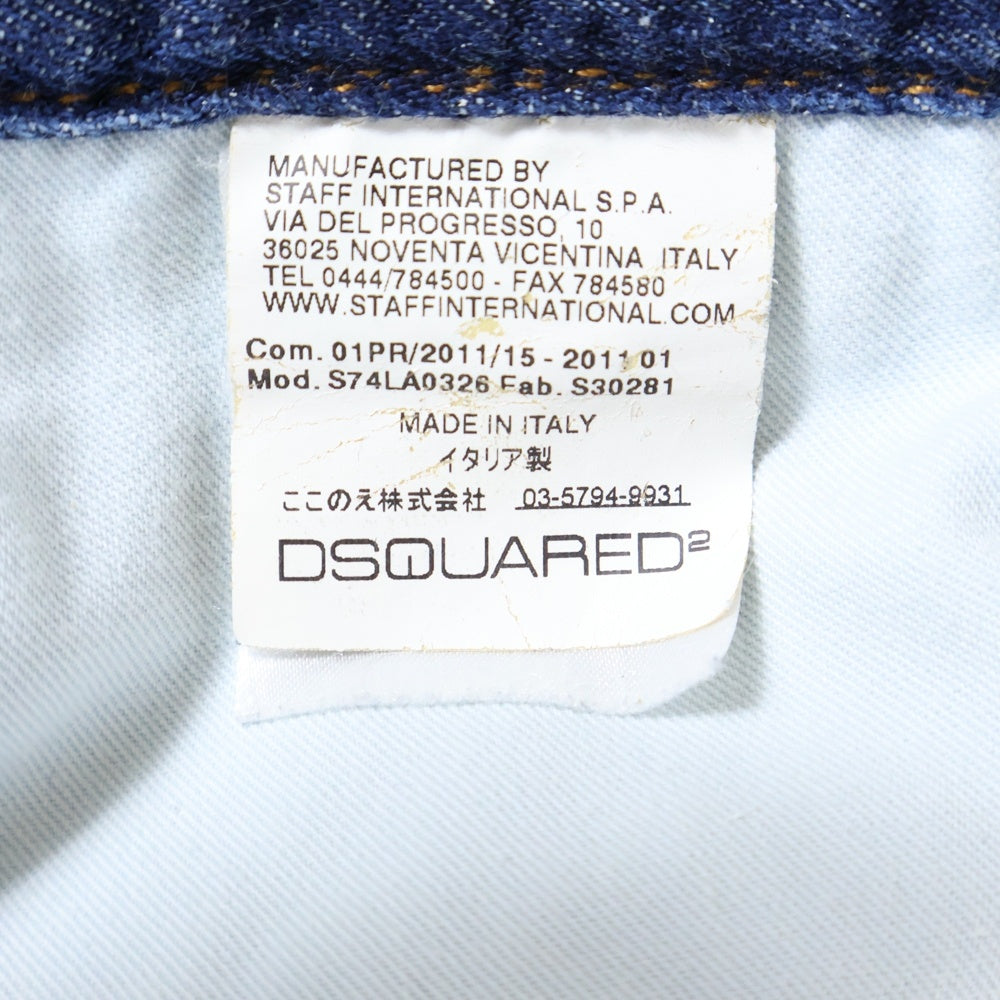 MANUFACTURED BY
STAFF INTERNATIONAL S.P.A.
VIA DEL PROGRESSO, 10
36025 NOVENTA VICENTINA ITALY
TEL 0444/784500 - FAX 784580
WWW.STAFFINTERNATIONAL.COM
Com. 01PR/2011/15 - 2011 01
Mod. S74LA0326 Fab. S30281
MADE IN ITALY
イタリア製
ここのえ株式会社 03-5794-9931
DSQUARED²